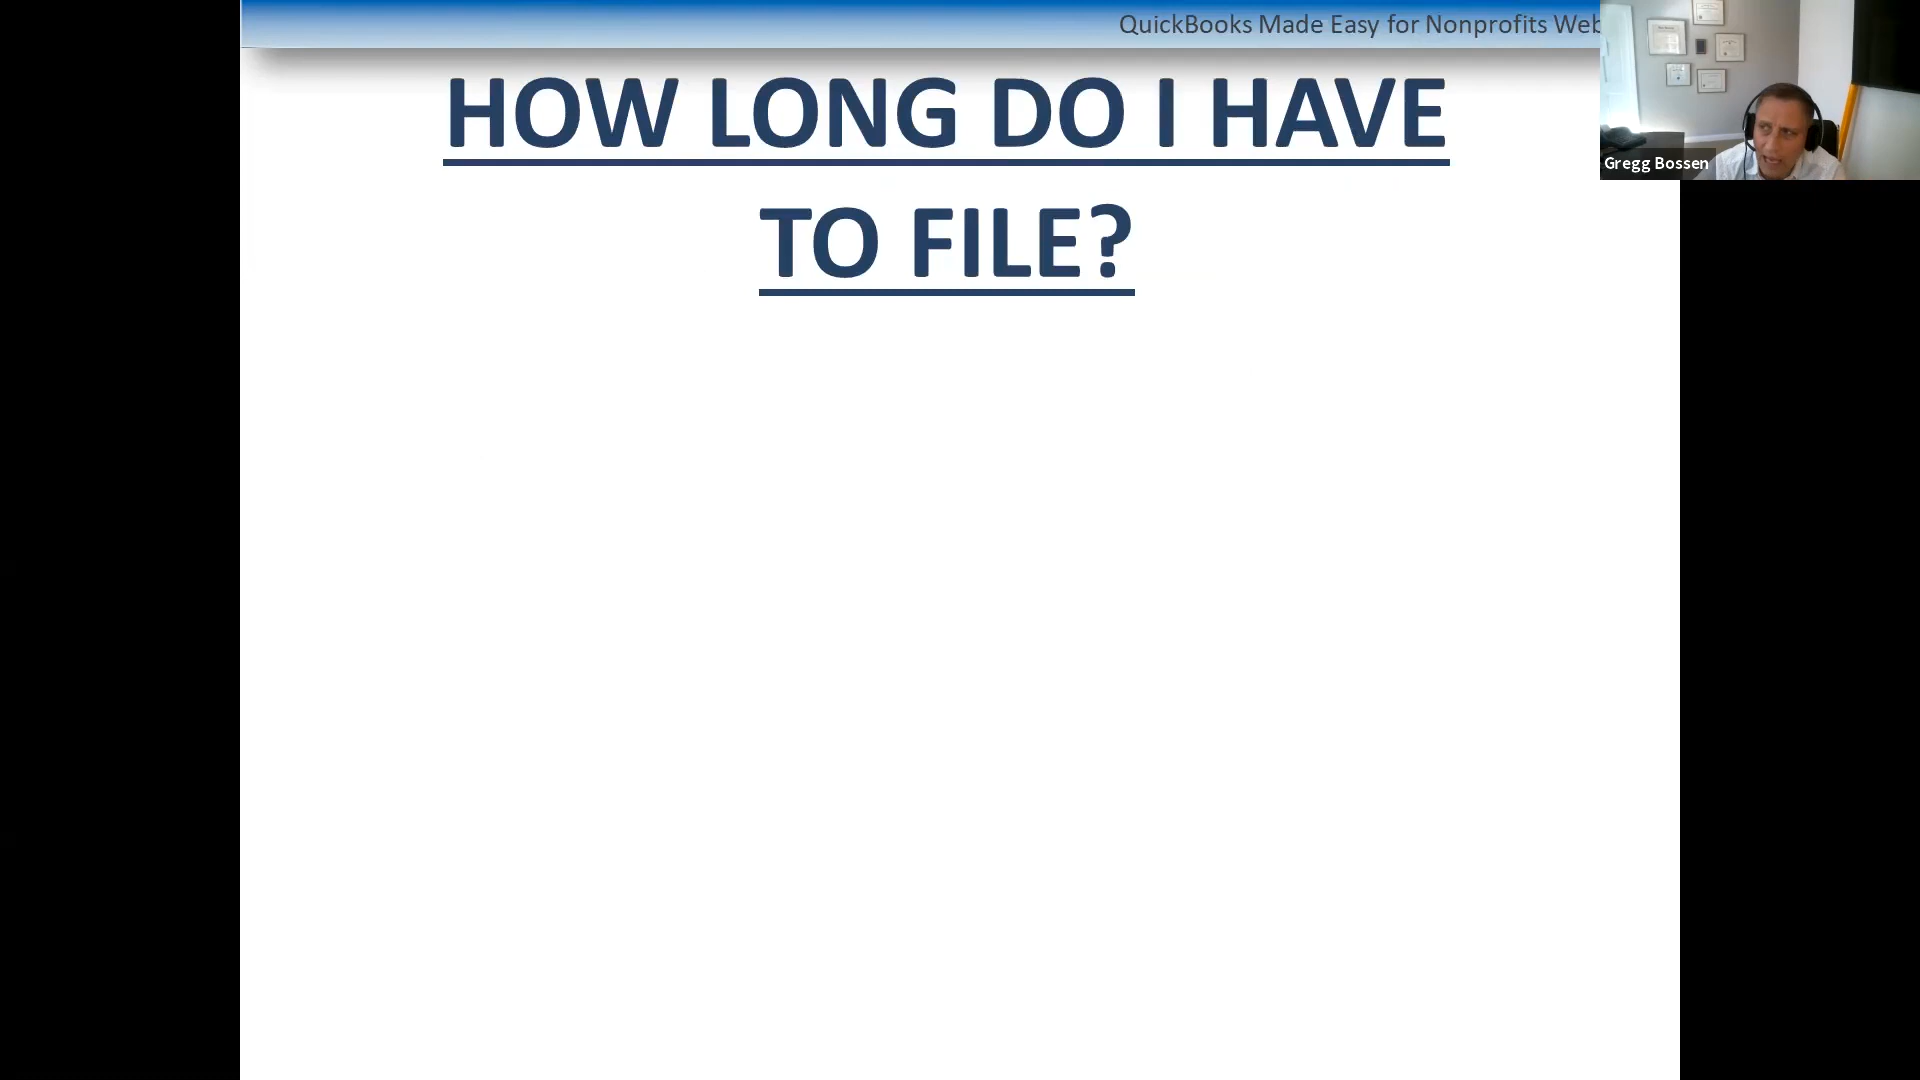 QuickBooks Made Easy for Nonprofits Web
HOW LONG DO I HAVE
TO FILE?
Gregg Bossen